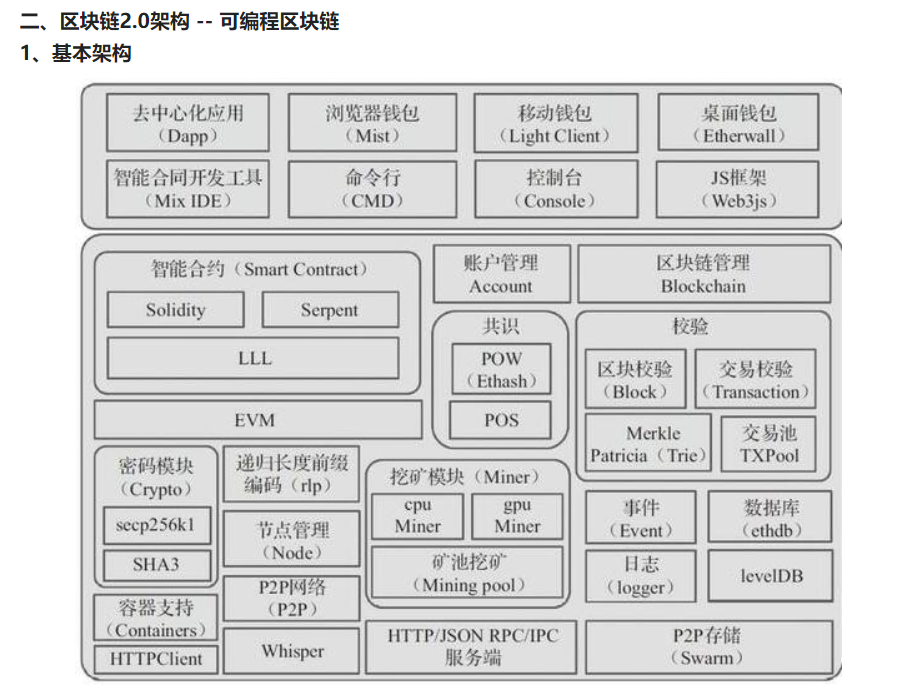 二、区块链2.0架构 -- 可编程区块链
1、基本架构
去中心化应用
（Dapp）
浏览器钱包
（Mist）
移动钱包
（Light Client）
桌面钱包
（Etherwall）
智能合同开发工具
（Mix IDE）
命令行
（CMD）
控制台
（Console）
JS框架
（Web3js）
智能合约（Smart Contract）
Solidity
Serpent
LLL
EVM
账户管理
Account
区块链管理
Blockchain
共识
POW
（Ethash）
POS
校验
区块校验
（Block）
交易校验
（Transaction）
Merkle
Patricia（Trie）
交易池
TXPool
密码模块
（Crypto）
secp256k1
SHA3
递归长度前缀
编码（rlp）
节点管理
（Node）
P2P网络
（P2P）
挖矿模块（Miner）
cpu
Miner
gpu
Miner
矿池挖矿
（Mining pool）
事件
（Event）
数据库
（ethdb）
日志
（logger）
levelDB
容器支持
（Containers）
HTTPClient
Whisper
HTTP/JSON RPC/IPC
服务端
P2P存储
（Swarm）